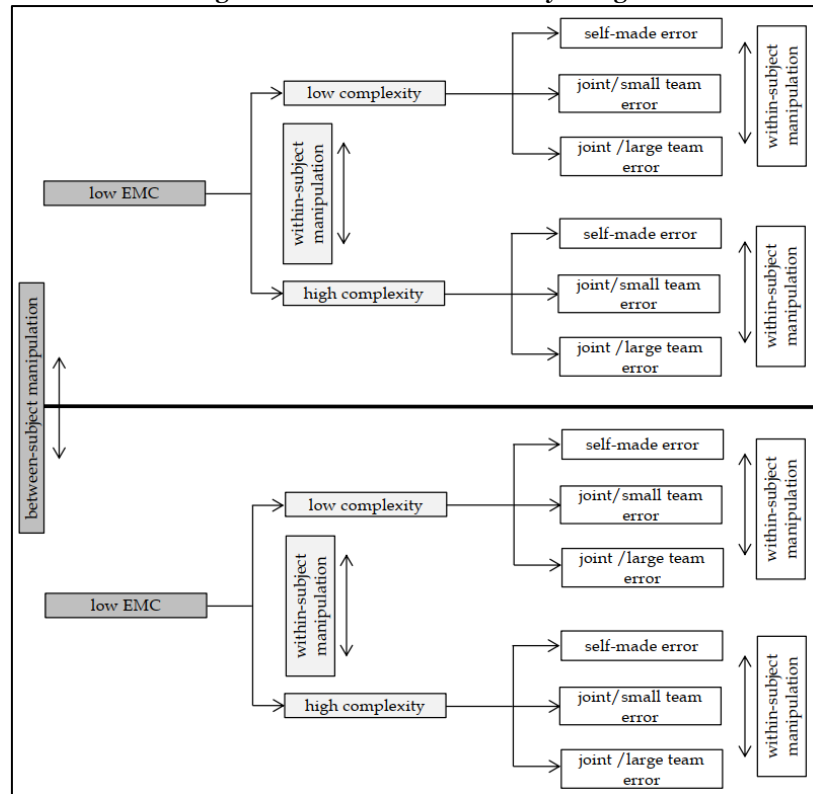 self-made error
low complexity
joint/small team
error
joint /large team
error
within-subject
manipulation
within-subject
manipulation
low EMC
self-made error
high complexity
joint/small team
error
joint /large team
error
within-subject
manipulation
between-subject manipulation
self-made error
low complexity
joint/small team
error
joint /large team
error
within-subject
manipulation
within-subject
manipulation
low EMC
self-made error
high complexity
joint/small team
error
joint /large team
error
within-subject
manipulation